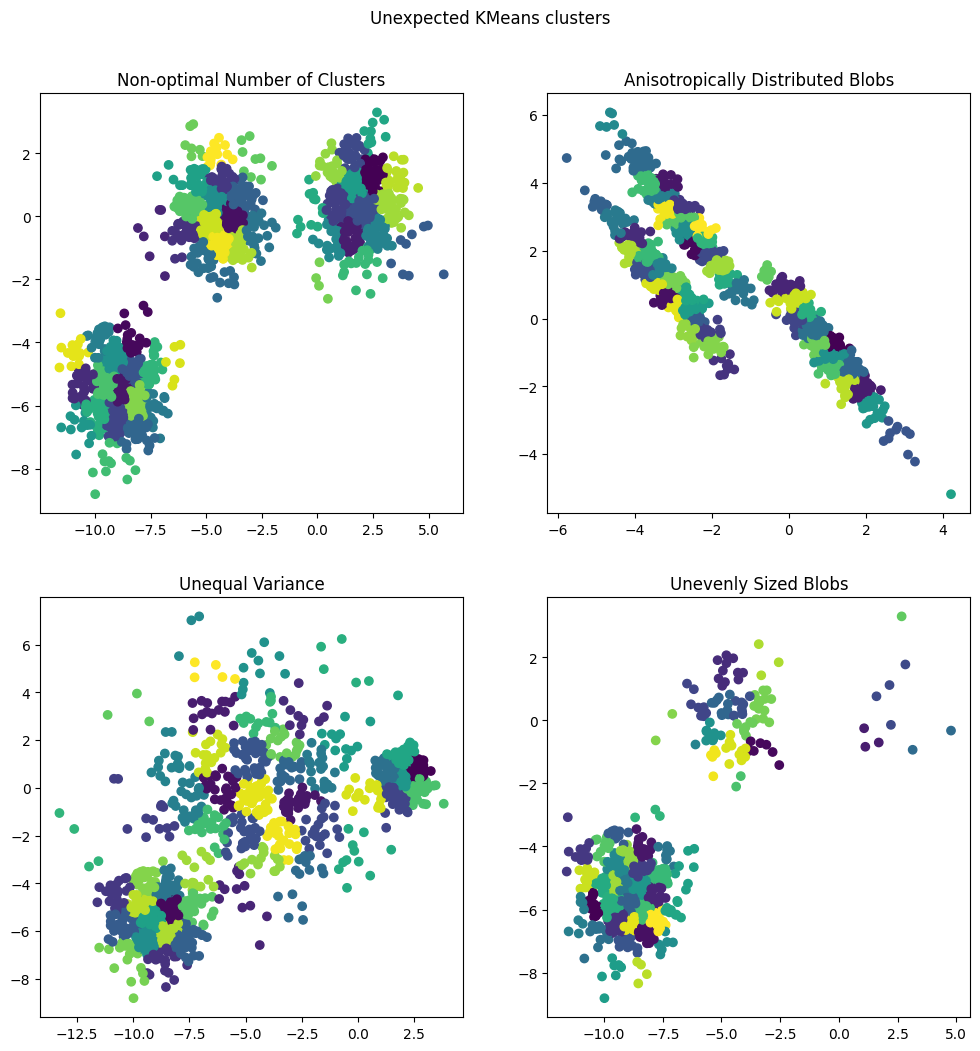 Unexpected KMeans clusters
Non-optimal Number of Clusters
Anisotropically Distributed Blobs
2
0
−2
−4
−6
−8
−10.0 −7.5 −5.0 −2.5 0.0 2.5 5.0
6
4
2
0
−2
−4
−6 −4 −2 0 2 4
Unequal Variance
Unevenly Sized Blobs
6
4
2
0
−2
−4
−6
−8
−12.5 −10.0 −7.5 −5.0 −2.5 0.0 2.5
2
0
−2
−4
−6
−8
−10.0 −7.5 −5.0 −2.5 0.0 2.5 5.0